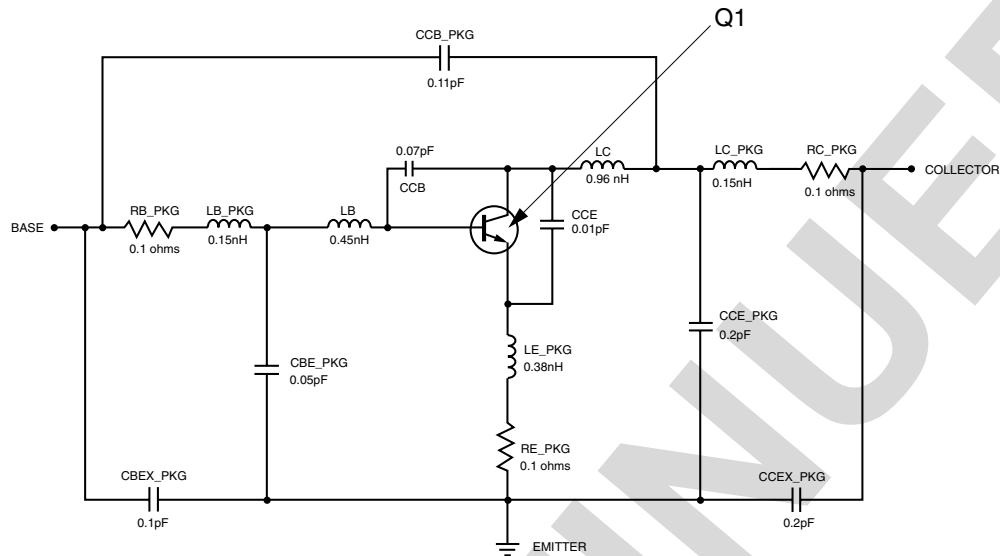 Q1
CCB_PKG
0.11pF
0.07pF
CCB
LC
0.96 nH
LC_PKG
0.15nH
RC_PKG
0.1 ohms
COLLECTOR
BASE
RB_PKG
0.1 ohms
LB_PKG
0.15nH
LB
0.45nH
CCE
0.01pF
CCE_PKG
0.2pF
LE_PKG
0.38nH
CBE_PKG
0.05pF
RE_PKG
0.1 ohms
CBEX_PKG
0.1pF
CCEX_PKG
0.2pF
EMITTER
NUE